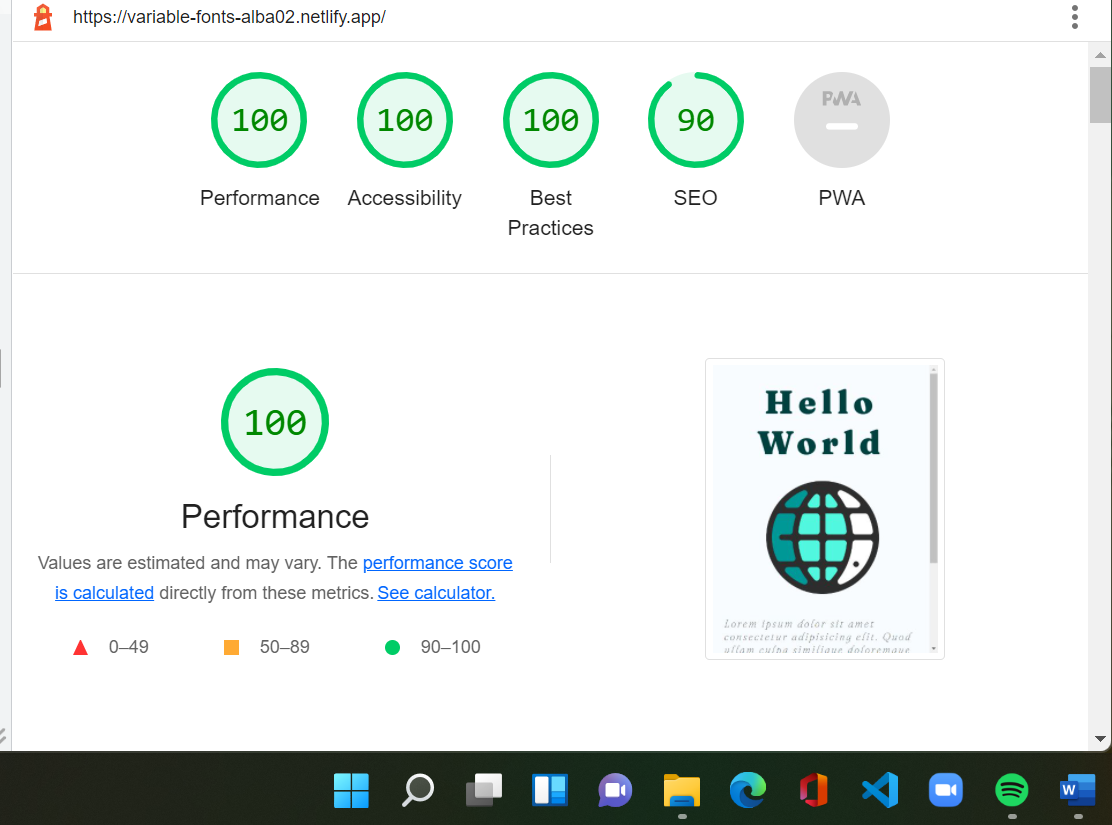 https://variable-fonts-alba02.netlify.app/
100 100 100 90 PWA
Performance Accessibility Best Practices SEO PWA
100
Performance
Values are estimated and may vary. The performance score
is calculated directly from these metrics. See calculator.
0–49 50–89 90–100
Hello
World
Lorem ipsum dolor sit amet
consectetur adipisicing elit. Quod
ullam culpa similique doloremque
W